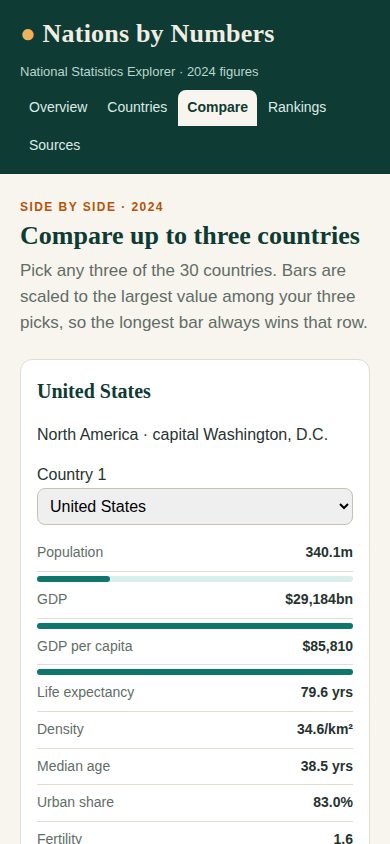 Nations by Numbers
National Statistics Explorer · 2024 figures
Overview Countries Compare Rankings
Sources
SIDE BY SIDE · 2024
Compare up to three countries
Pick any three of the 30 countries. Bars are
scaled to the largest value among your three
picks, so the longest bar always wins that row.
United States
North America · capital Washington, D.C.
Country 1
United States
Population 340.1m
GDP $29,184bn
GDP per capita $85,810
Life expectancy 79.6 yrs
Density 34.6/km²
Median age 38.5 yrs
Urban share 83.0%
Fertility 1.6